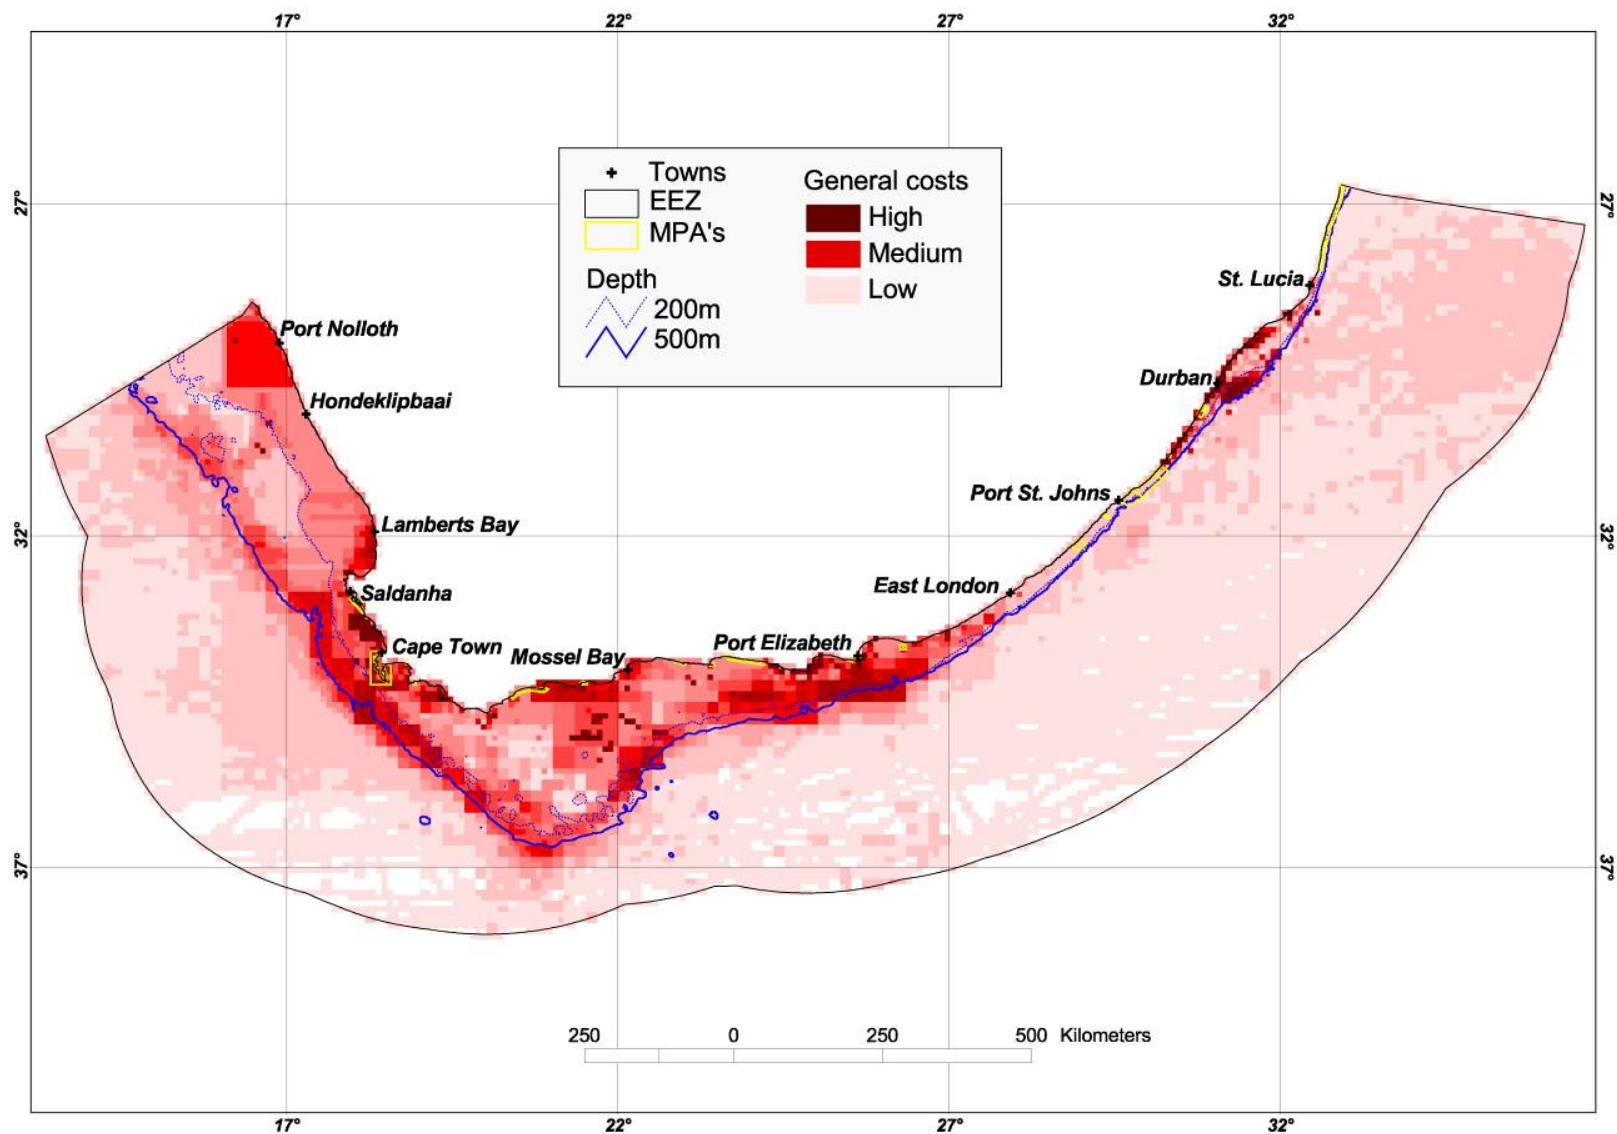 17° 22° 27° 32°
Towns
EEZ
MPA's
Depth
200m
500m
General costs
High
Medium
Low
27° 27°
St. Lucia
Port Nolloth
Durban
Hondeklipbaai
Port St. Johns
Lamberts Bay
32° 32°
East London
Saldanha
Cape Town
Mossel Bay
Port Elizabeth
37° 37°
250 0 250 500 Kilometers
17° 22° 27° 32°